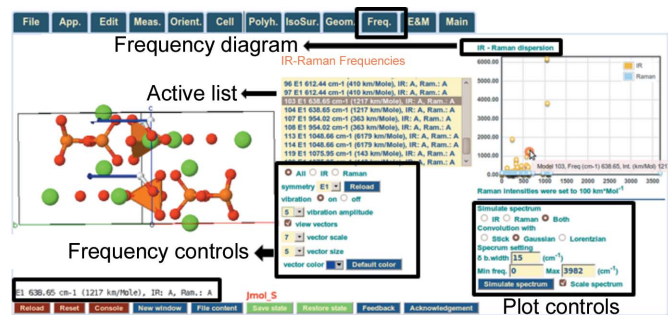 File App. Edit Meas. Orient. Cell Polyh. IsoSur. Geom. Freq. E&M Main
Frequency diagram
IR - Raman dispersion
IR-Raman Frequencies
Active list
96 E1 612.44 cm-1 (410 km/Mole), IR: A, Ram.: A
97 E1 612.44 cm-1 (410 km/Mole), IR: A, Ram.: A
103 E1 638.65 cm-1 (1217 km/Mole), IR: A, Ram.: A
104 E1 638.65 cm-1 (1217 km/Mole), IR: A, Ram.: A
107 E1 954.02 cm-1 (363 km/Mole), IR: A, Ram.: A
108 E1 954.02 cm-1 (363 km/Mole), IR: A, Ram.: A
113 E1 1048.66 cm-1 (6179 km/Mole), IR: A, Ram.: A
114 E1 1048.66 cm-1 (6179 km/Mole), IR: A, Ram.: A
119 E1 1075.95 cm-1 (143 km/Mole), IR: A, Ram.: A
6000.00
5000.00
4000.00
3000.00
2000.00
1000.00
0.00
0 500 1000 1500 2000 2500 3000 3500
IR
Raman
Model 103, Freq (cm-1) 638.65, Int. (km/Mol) 121
Raman intensities were set to 100 km*Mol-1
All IR Raman
symmetry E1 Reload
vibration on off
5 vibration amplitude
view vectors
7 vector scale
5 vector size
vector color Default color
Frequency controls
Simulate spectrum
IR Raman Both
Convolution with
Stick Gaussian Lorentzian
Specrum setting
δ b.width 15 (cm-1)
Min freq. 0 Max 3982 (cm-1)
Simulate spectrum Scale spectrum
Plot controls
E1 638.65 cm-1 (1217 km/Mole), IR: A, Ram.: A
Jmol_S
Reload Reset Console New window File content Save state Restore state Feedback Acknowledgement